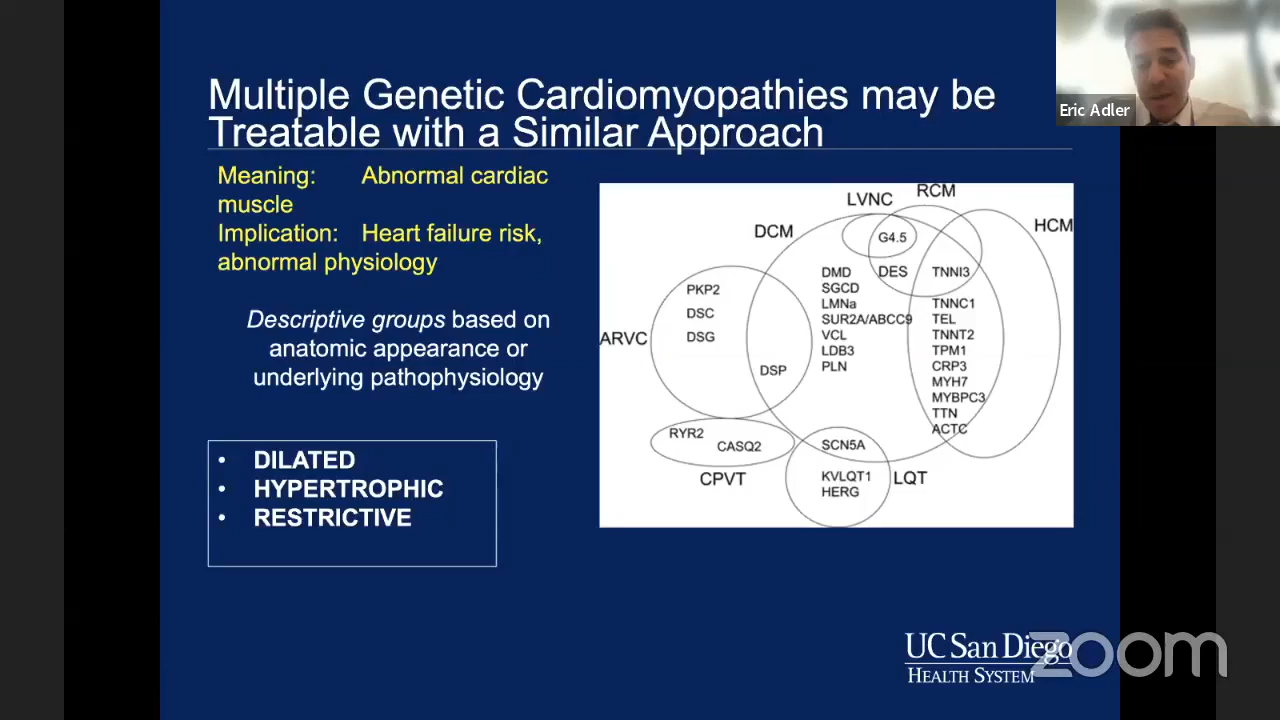 Multiple Genetic Cardiomyopathies may be
Treatable with a Similar Approach
Eric Adler
Meaning: Abnormal cardiac
muscle
Implication: Heart failure risk,
abnormal physiology
Descriptive groups based on
anatomic appearance or
underlying pathophysiology
• DILATED
• HYPERTROPHIC
• RESTRICTIVE
RCM
LVNC
HCM
DCM
G4.5
DES
TNNI3
DMD
SGCD
LMNa
SUR2A/ABCC9
VCL
LDB3
PLN
TNNC1
TEL
TNNT2
TPM1
CRP3
MYH7
MYBPC3
TTN
ACTC
PKP2
DSC
DSG
ARVC
DSP
RYR2
CASQ2
CPVT
SCN5A
KVLQT1
HERG
LQT
UC San Diego
HEALTH SYSTEM
zoom